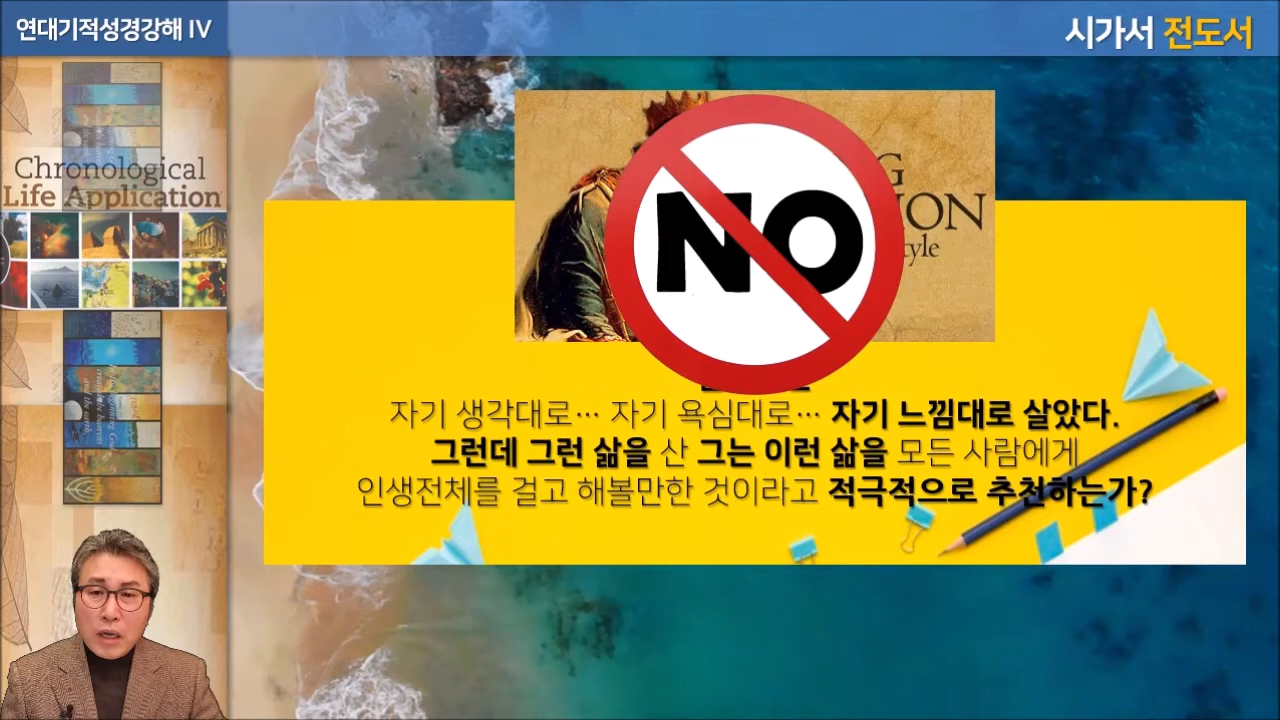 연대기적성경강해 IV
시가서 전도서
Chronological
Life Application
NO
자기 생각대로… 자기 욕심대로… 자기 느낌대로 살았다.
그런데 그런 삶을 산 그는 이런 삶을 모든 사람에게
인생전체를 걸고 해볼만한 것이라고 적극적으로 추천하는가?